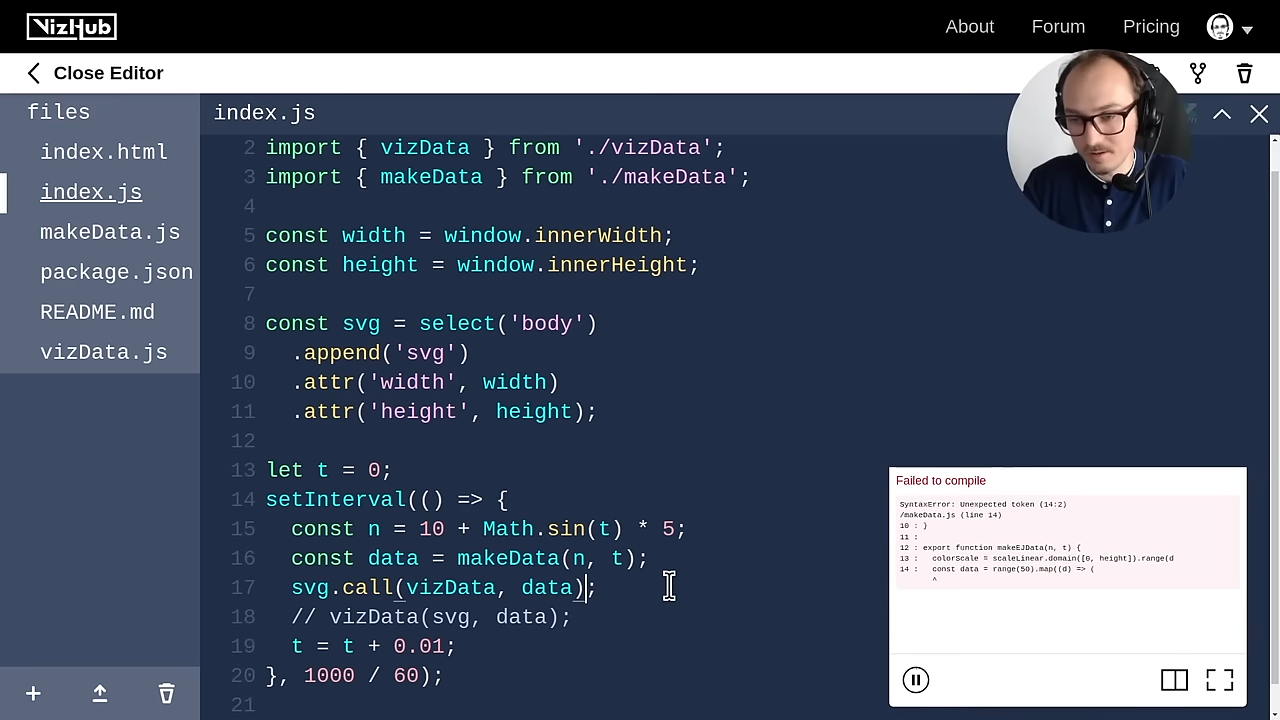 VizHub
About
Forum
Pricing
Close Editor
files
index.html
index.js
makeData.js
package.json
README.md
vizData.js
index.js
2 import { vizData } from './vizData';
3 import { makeData } from './makeData';
4
5 const width = window.innerWidth;
6 const height = window.innerHeight;
7
8 const svg = select('body')
9 .append('svg')
10 .attr('width', width)
11 .attr('height', height);
12
13 let t = 0;
14 setInterval(() => {
15 const n = 10 + Math.sin(t) * 5;
16 const data = makeData(n, t);
17 svg.call(vizData, data);
18 // vizData(svg, data);
19 t = t + 0.01;
20 }, 1000 / 60);
21
Failed to compile
SyntaxError: Unexpected token (14:2)
/makeData.js (line 14)
10 : }
11 :
12 : export function makeEJData(n, t) {
13 : colorScale = scaleLinear.domain([0, height]).range(d
14 : const data = range(50).map((d) => (
^